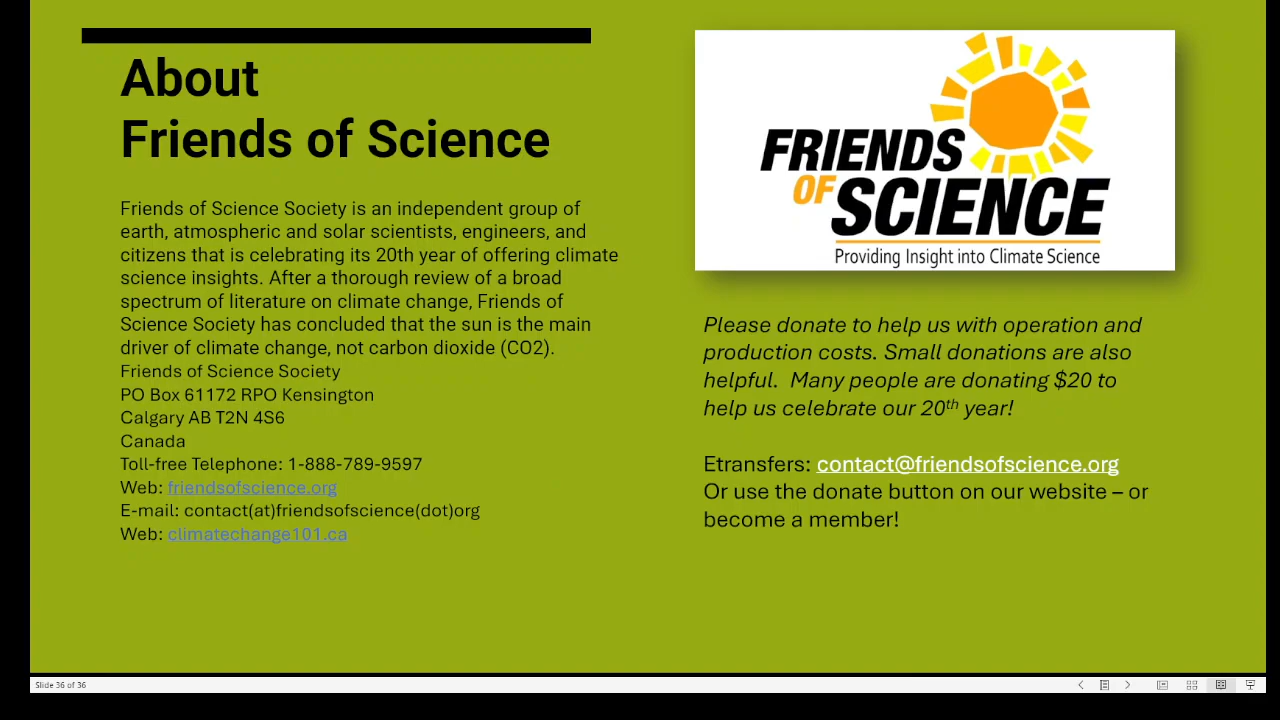 About
Friends of Science
Friends of Science Society is an independent group of
earth, atmospheric and solar scientists, engineers, and
citizens that is celebrating its 20th year of offering climate
science insights. After a thorough review of a broad
spectrum of literature on climate change, Friends of
Science Society has concluded that the sun is the main
driver of climate change, not carbon dioxide (CO2).
Friends of Science Society
PO Box 61172 RPO Kensington
Calgary AB T2N 4S6
Canada
Toll-free Telephone: 1-888-789-9597
Web: friendsofscience.org
E-mail: contact(at)friendsofscience(dot)org
Web: climatechange101.ca
FRIENDS
OF SCIENCE
Providing Insight into Climate Science
Please donate to help us with operation and
production costs. Small donations are also
helpful.  Many people are donating $20 to
help us celebrate our 20th year!
Etransfers: contact@friendsofscience.org
Or use the donate button on our website – or
become a member!
Slide 36 of 36